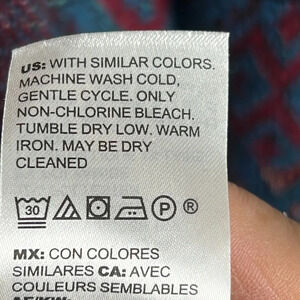 US: WITH SIMILAR COLORS.
MACHINE WASH COLD,
GENTLE CYCLE. ONLY
NON-CHLORINE BLEACH.
TUMBLE DRY LOW. WARM
IRON. MAY BE DRY
CLEANED
30 P ®
MX: CON COLORES
SIMILARES CA: AVEC
COULEURS SEMBLABLES